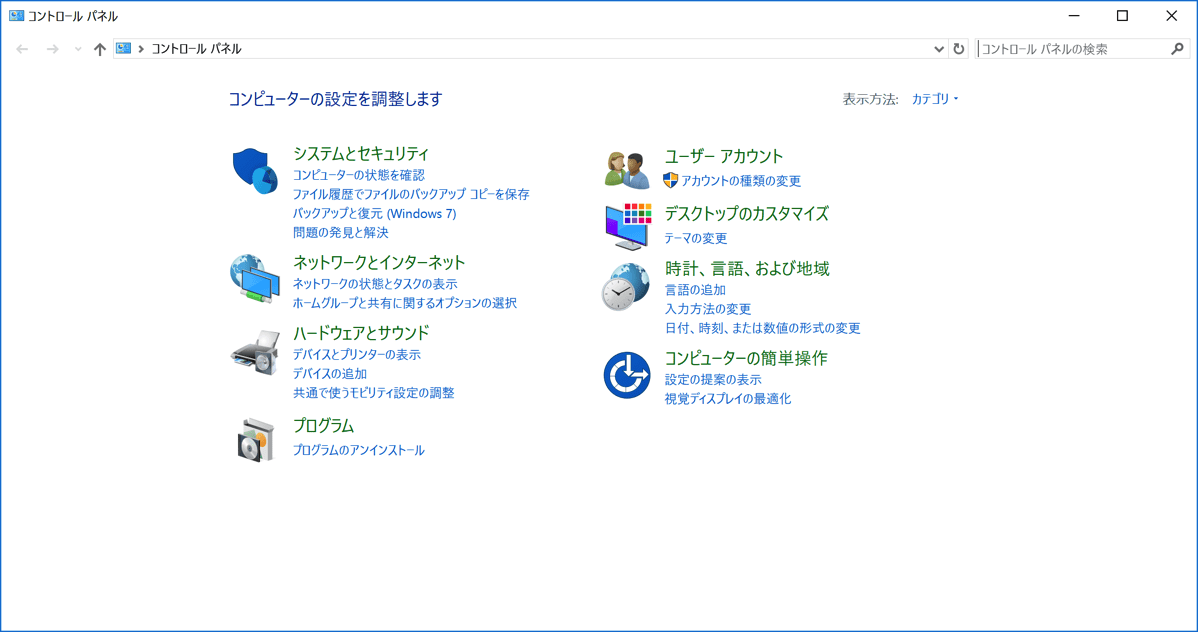 コントロール パネル
コントロール パネル
コントロール パネルの検索
コンピューターの設定を調整します
表示方法: カテゴリ
システムとセキュリティ
コンピューターの状態を確認
ファイル履歴でファイルのバックアップ コピーを保存
バックアップと復元 (Windows 7)
問題の発見と解決
ネットワークとインターネット
ネットワークの状態とタスクの表示
ホームグループと共有に関するオプションの選択
ハードウェアとサウンド
デバイスとプリンターの表示
デバイスの追加
共通で使うモビリティ設定の調整
プログラム
プログラムのアンインストール
ユーザー アカウント
アカウントの種類の変更
デスクトップのカスタマイズ
テーマの変更
時計、言語、および地域
言語の追加
入力方法の変更
日付、時刻、または数値の形式の変更
コンピューターの簡単操作
設定の提案の表示
視覚ディスプレイの最適化